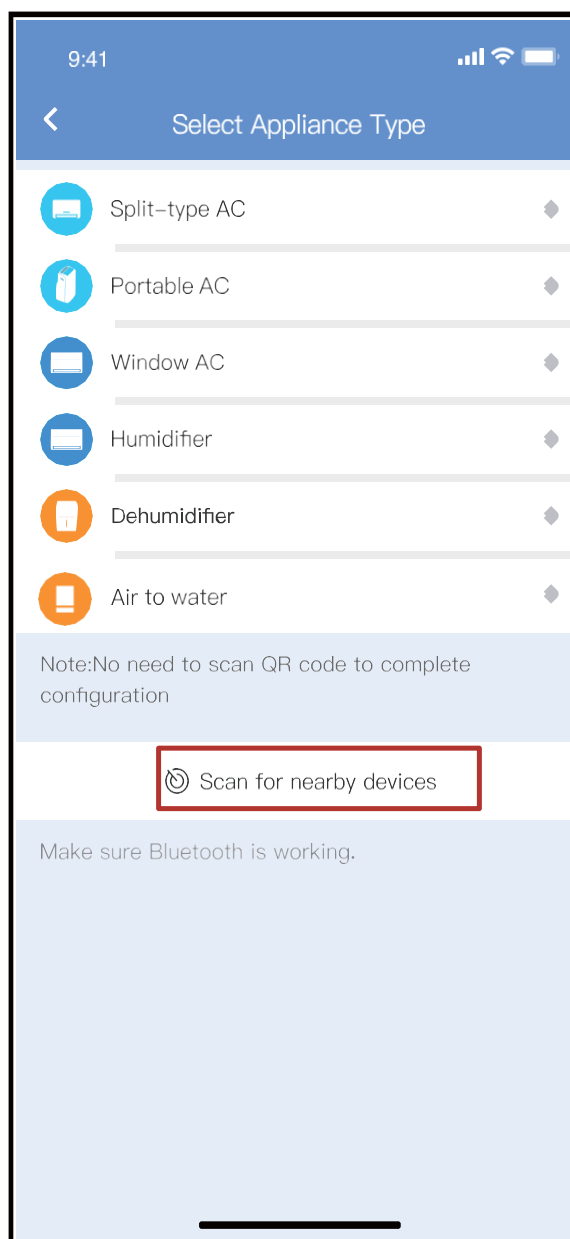 9:41
Select Appliance Type
Split-type AC
Portable AC
Window AC
Humidifier
Dehumidifier
Air to water
Note:No need to scan QR code to complete
configuration
Scan for nearby devices
Make sure Bluetooth is working.